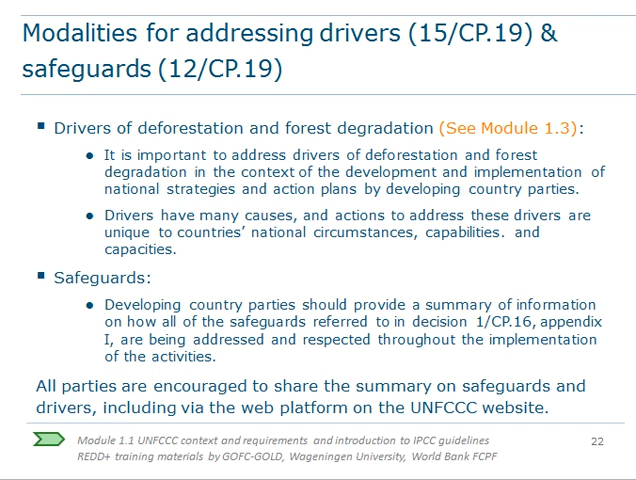 Modalities for addressing drivers (15/CP.19) &
safeguards (12/CP.19)
Drivers of deforestation and forest degradation (See Module 1.3):
It is important to address drivers of deforestation and forest
degradation in the context of the development and implementation of
national strategies and action plans by developing country parties.
Drivers have many causes, and actions to address these drivers are
unique to countries’ national circumstances, capabilities. and
capacities.
Safeguards:
Developing country parties should provide a summary of information
on how all of the safeguards referred to in decision 1/CP.16, appendix
I, are being addressed and respected throughout the implementation
of the activities.
All parties are encouraged to share the summary on safeguards and
drivers, including via the web platform on the UNFCCC website.
Module 1.1 UNFCCC context and requirements and introduction to IPCC guidelines
REDD+ training materials by GOFC-GOLD, Wageningen University, World Bank FCPF
22